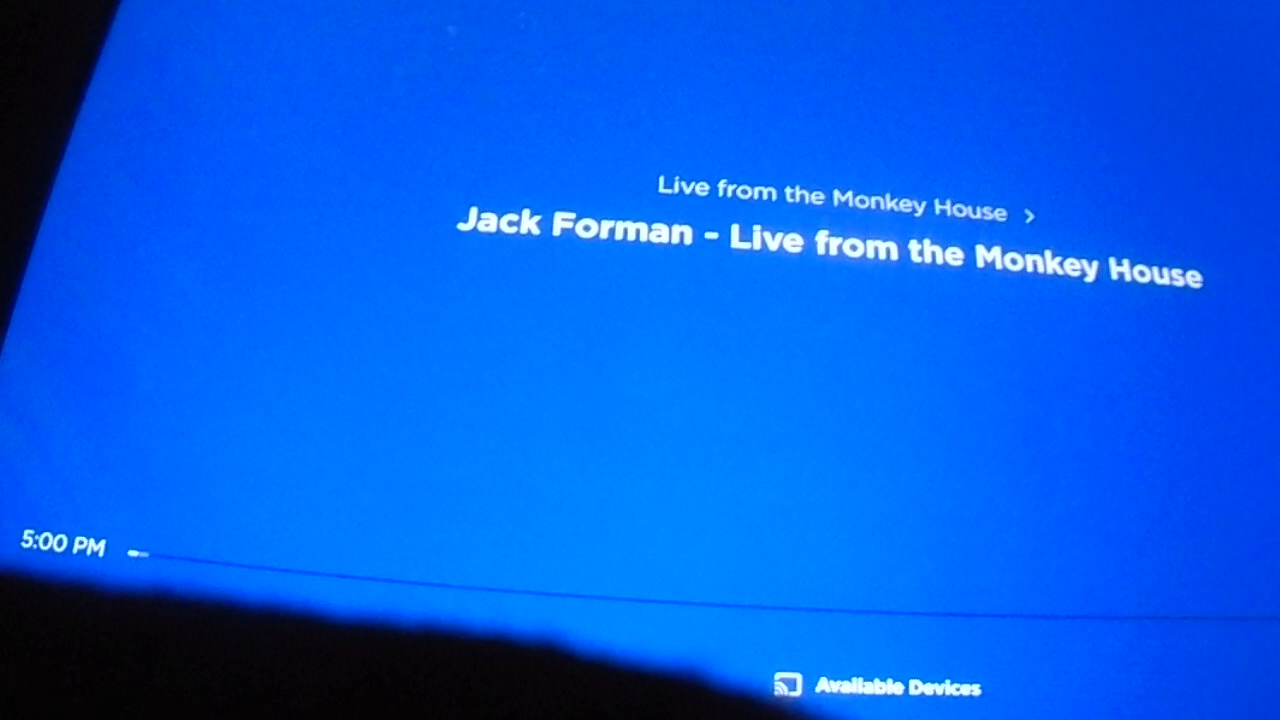 Live from the Monkey House >
Jack Forman - Live from the Monkey House
5:00 PM
Available Devices